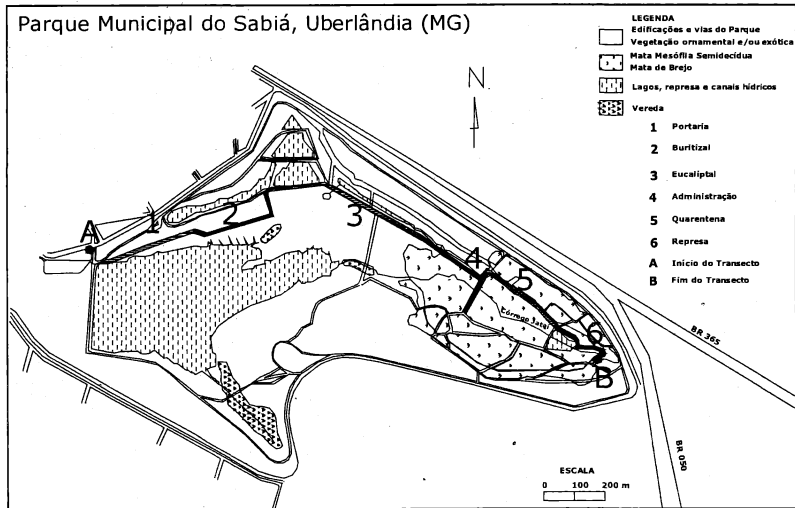 Parque Municipal do Sabiá, Uberlândia (MG)
LEGENDA
Edificações e vias do Parque
Vegetação ornamental e/ou exótica
Mata Mesófila Semidecídua
Mata de Brejo
Lagos, represa e canais hídricos
Vereda
1 Portaria
2 Buritizal
3 Eucaliptal
4 Administração
5 Quarentena
6 Represa
A Início do Transecto
B Fim do Transecto
N
A
1
2
3
4
5
6
B
Córrego Jataí
BR 365
BR 050
ESCALA
0 100 200 m